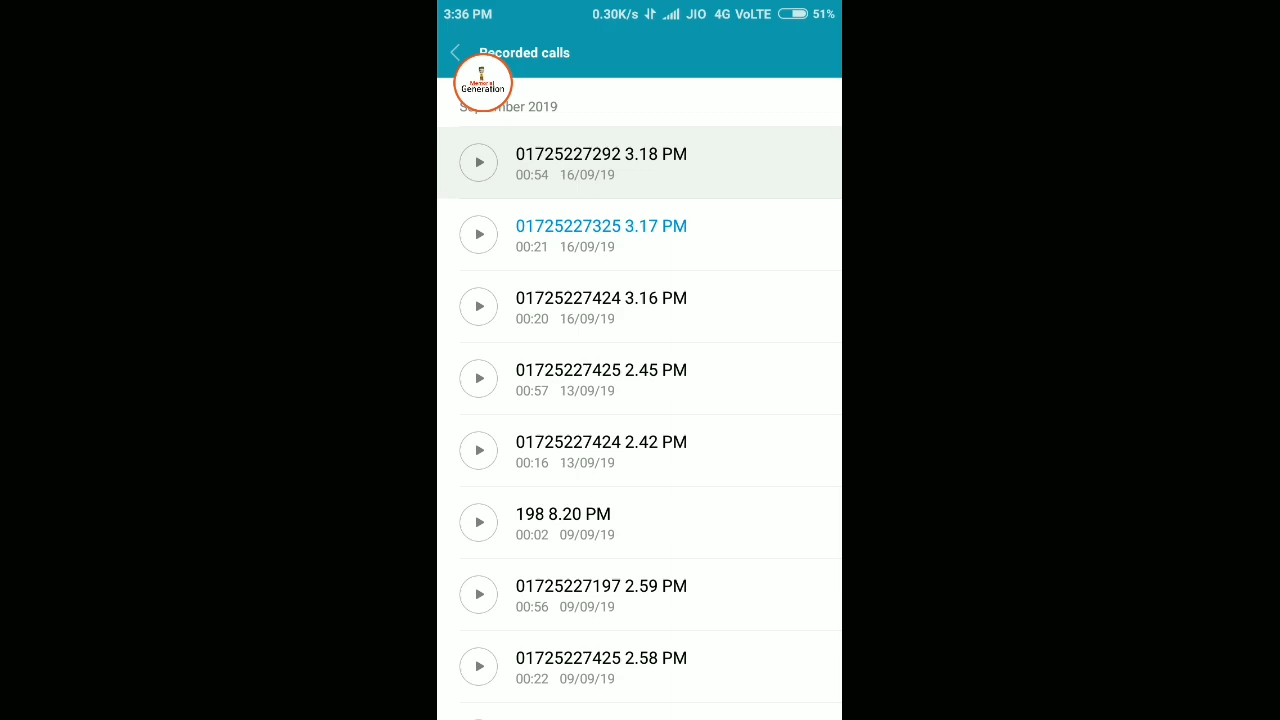 3:36 PM 0.30K/s JIO 4G VoLTE 51%
Recorded calls
Generation
2019
01725227292 3.18 PM
00:54 16/09/19
01725227325 3.17 PM
00:21 16/09/19
01725227424 3.16 PM
00:20 16/09/19
01725227425 2.45 PM
00:57 13/09/19
01725227424 2.42 PM
00:16 13/09/19
198 8.20 PM
00:02 09/09/19
01725227197 2.59 PM
00:56 09/09/19
01725227425 2.58 PM
00:22 09/09/19